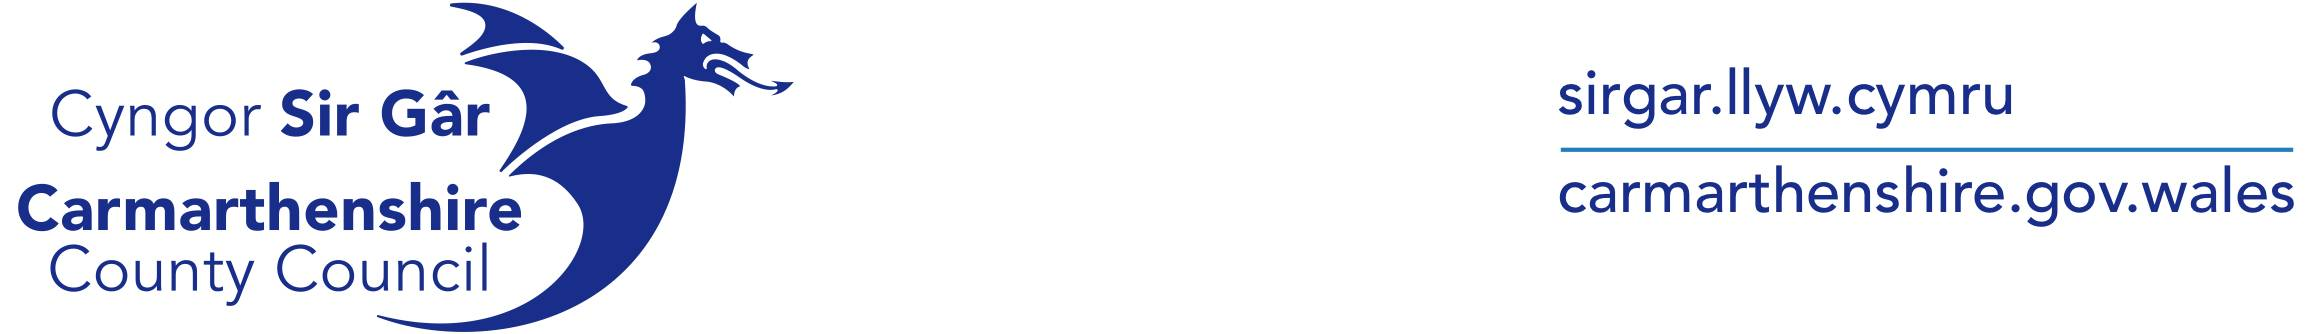 Cyngor Sir Gâr
Carmarthenshire
County Council
sirgar.llyw.cymru
carmarthenshire.gov.wales